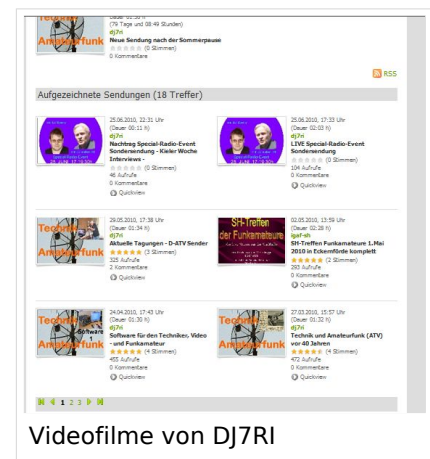 (79 Tage und 08:49 Stunden)
dj7ri
Neue Sendung nach der Sommerpause
(0 Stimmen)
0 Kommentare
RSS
Aufgezeichnete Sendungen (18 Treffer)
25.06.2010, 22:31 Uhr
(Dauer 00:11 h)
dj7ri
Nachtrag Special-Radio-Event
Sondersendung - Kieler Woche
Interviews -
(0 Stimmen)
46 Aufrufe
0 Kommentare
Quickview
25.06.2010, 17:33 Uhr
(Dauer 02:03 h)
dj7ri
LIVE Special-Radio-Event
Sondersendung
(0 Stimmen)
104 Aufrufe
0 Kommentare
Quickview
Technik
Amateurfunk
29.05.2010, 17:38 Uhr
(Dauer 01:34 h)
dj7ri
Aktuelle Tagungen - D-ATV Sender
(3 Stimmen)
325 Aufrufe
2 Kommentare
Quickview
SH-Treffen
der Funkamateure
02.05.2010, 13:59 Uhr
(Dauer 02:28 h)
igaf-sh
SH-Treffen Funkamateure 1.Mai
2010 in Eckernförde komplett
(2 Stimmen)
293 Aufrufe
0 Kommentare
Quickview
Software
24.04.2010, 17:43 Uhr
(Dauer 01:30 h)
dj7ri
Software für den Techniker, Video
- und Funkamateur
(4 Stimmen)
455 Aufrufe
0 Kommentare
Quickview
27.03.2010, 15:57 Uhr
(Dauer 01:32 h)
dj7ri
Technik und Amateurfunk (ATV)
vor 40 Jahren
(4 Stimmen)
472 Aufrufe
0 Kommentare
Quickview
1 2 3
Videofilme von DJ7RI